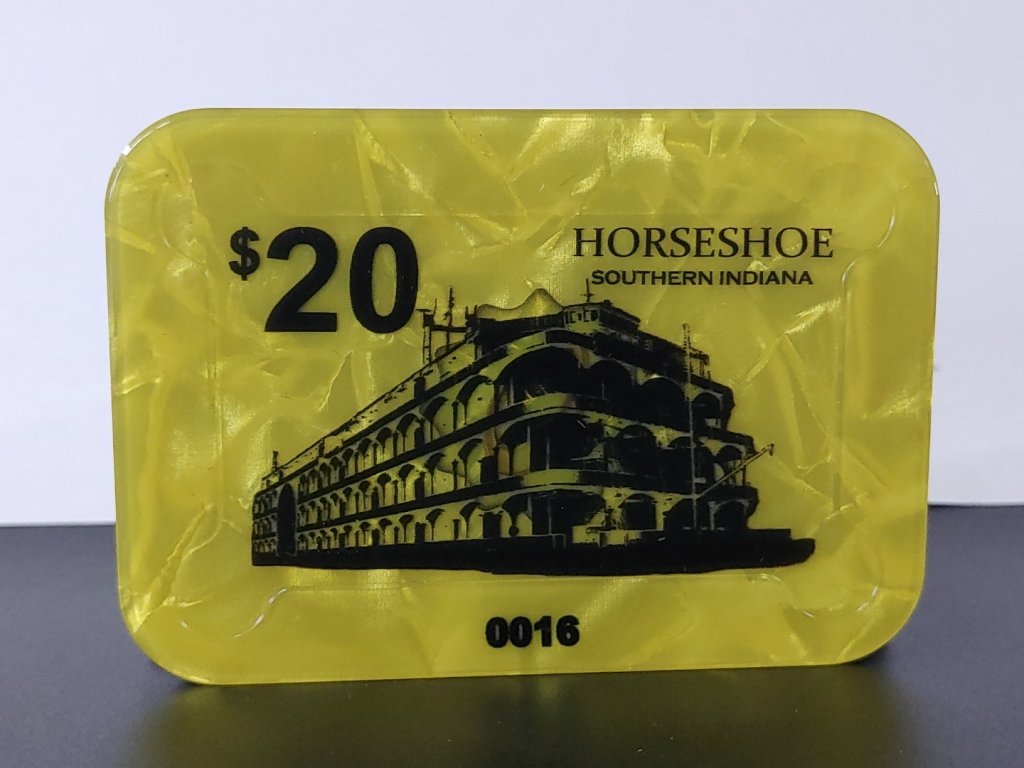 $20
HORSESHOE
SOUTHERN INDIANA
0016